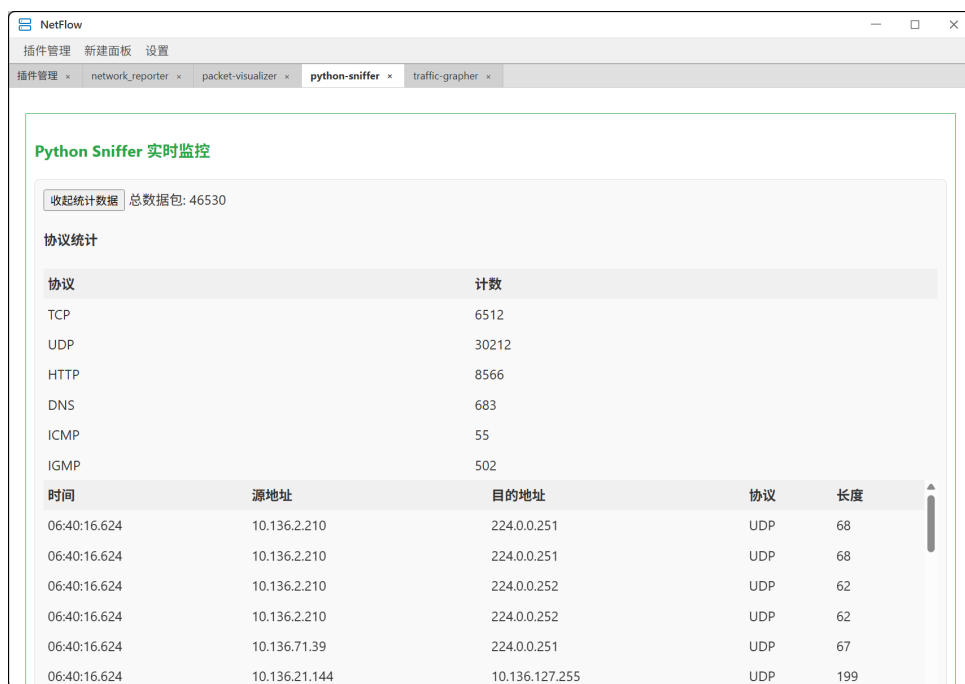 NetFlow
插件管理 新建面板 设置
插件管理 × network_reporter × packet-visualizer × python-sniffer × traffic-grapher ×
Python Sniffer 实时监控
收起统计数据 总数据包: 46530
协议统计
协议 计数
TCP 6512
UDP 30212
HTTP 8566
DNS 683
ICMP 55
IGMP 502
时间 源地址 目的地址 协议 长度
06:40:16.624 10.136.2.210 224.0.0.251 UDP 68
06:40:16.624 10.136.2.210 224.0.0.251 UDP 68
06:40:16.624 10.136.2.210 224.0.0.252 UDP 62
06:40:16.624 10.136.2.210 224.0.0.252 UDP 62
06:40:16.624 10.136.71.39 224.0.0.251 UDP 67
06:40:16.624 10.136.21.144 10.136.127.255 UDP 199